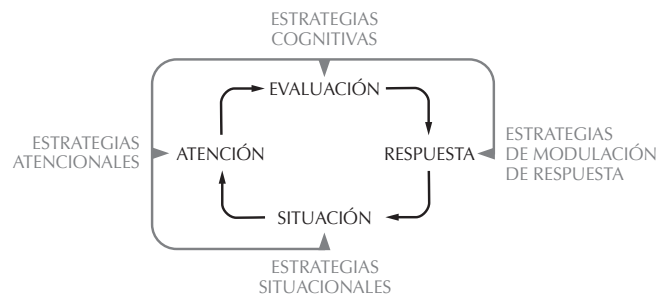 ESTRATEGIAS
COGNITIVAS
EVALUACIÓN
ESTRATEGIAS
ATENCIONALES
ATENCIÓN
RESPUESTA
ESTRATEGIAS
DE MODULACIÓN
DE RESPUESTA
SITUACIÓN
ESTRATEGIAS
SITUACIONALES